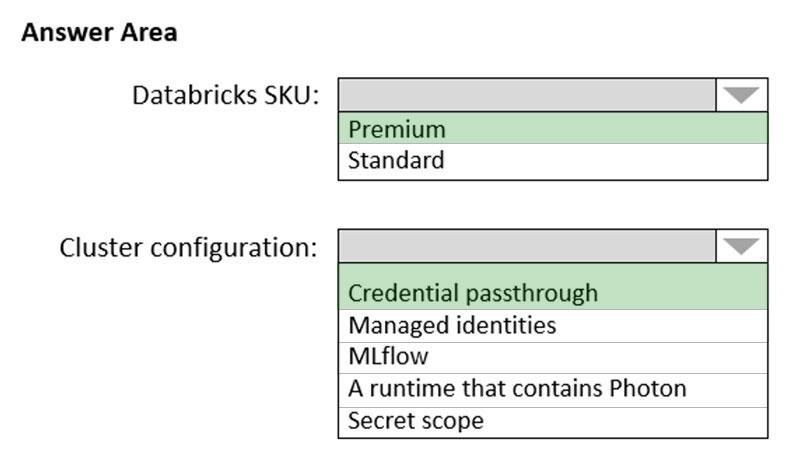 Answer Area
Databricks SKU:
Premium
Standard
Cluster configuration:
Credential passthrough
Managed identities
MLflow
A runtime that contains Photon
Secret scope